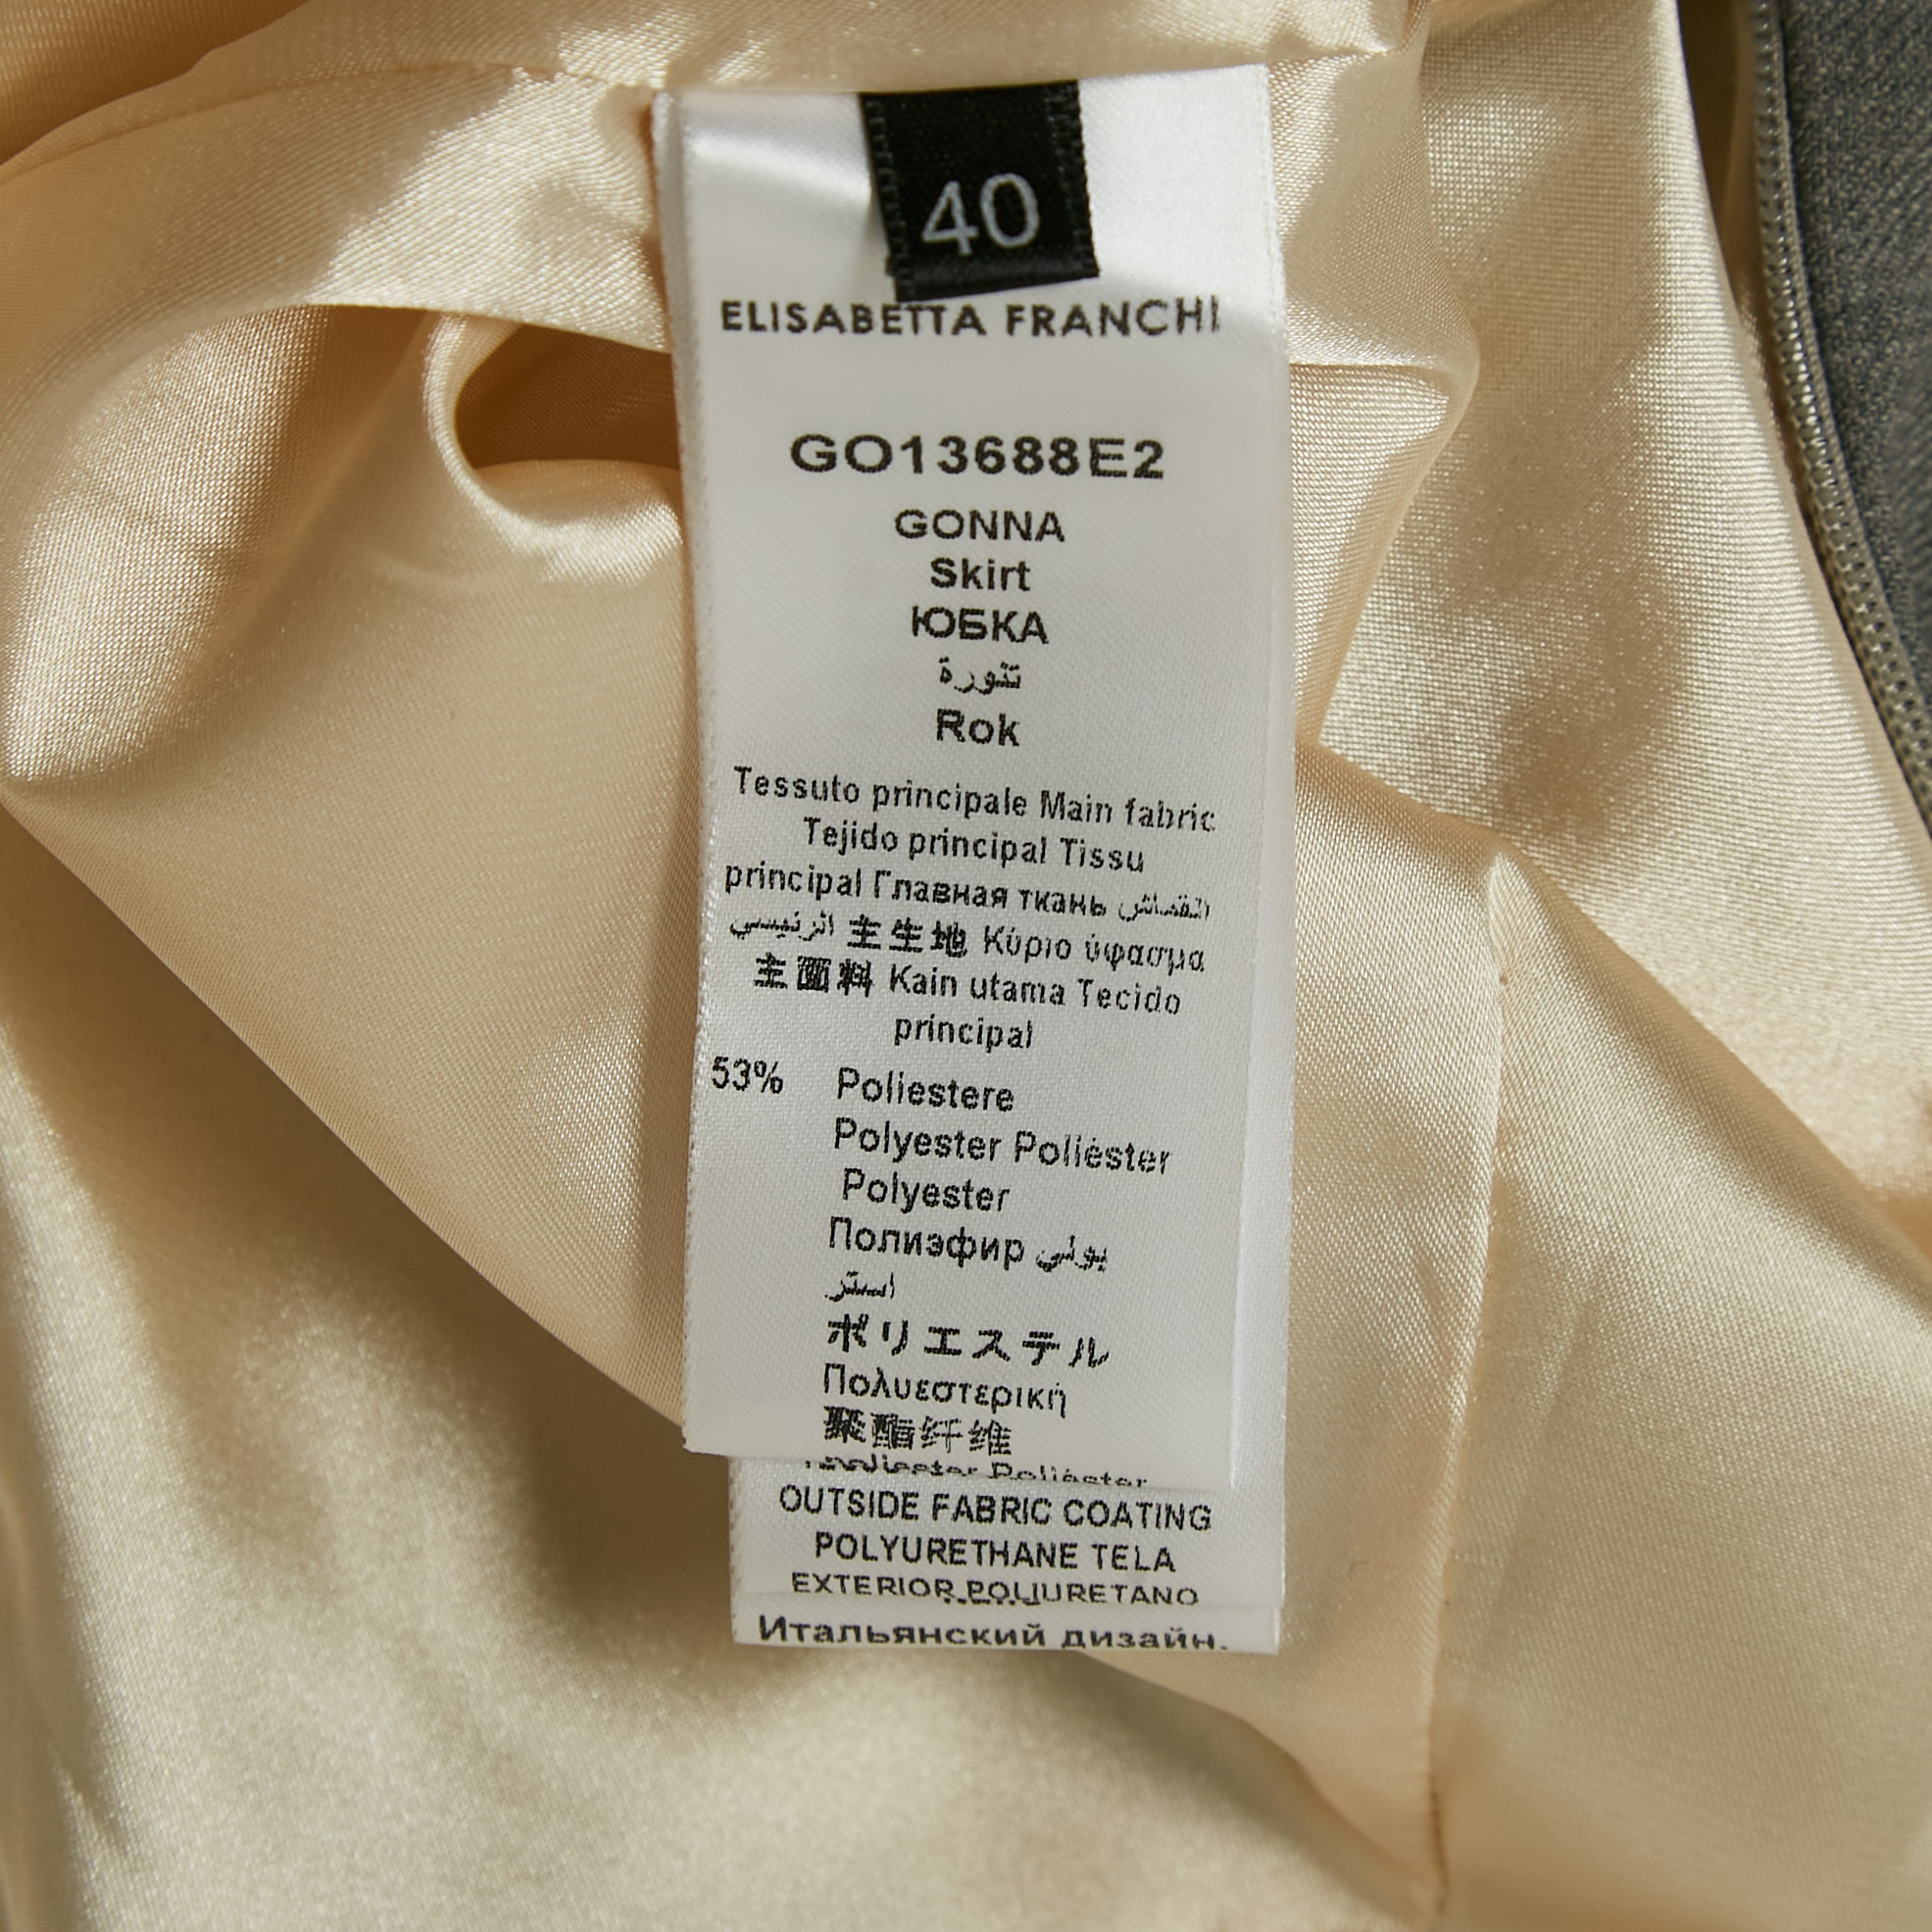 40
ELISABETTA FRANCHI
GO13688E2
GONNA
Skirt
ЮБКА
تنورة
Rok
Tessuto principale Main fabric
Tejido principal Tissu
principal Главная ткань القماش
الرئيسي 主生地 Κύριο ύφασμα
主面料 Kain utama Tecido
principal
53% Poliestere
Polyester Poliéster
Polyester
Полиэфир بولي
استر
ポリエステル
Πολυεστερική
聚酯纤维
Poliéster
OUTSIDE FABRIC COATING
POLYURETHANE TELA
EXTERIOR POLIURETANO
Итальянский дизайн.